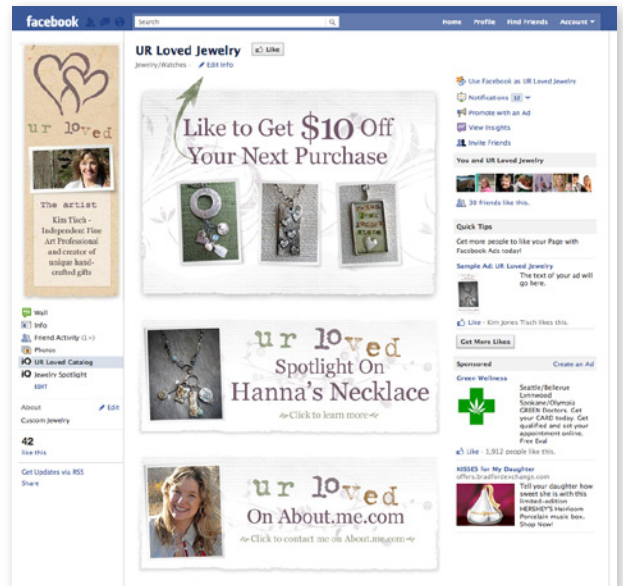 facebook
Search
Home Profile Find Friends Account
ur loved
The artist
Kim Tisch -
Independent Fine
Art Professional
and creator of
unique hand-
crafted gifts
Wall
Info
Friend Activity (1+)
Photos
UR Loved Catalog
Jewelry Spotlight
EDIT
About Edit
Custom Jewelry
42
like this
Get Updates via RSS
Share
UR Loved Jewelry Like
Jewelry/Watches · Edit Info
Like to Get $10 Off
Your Next Purchase
ur loved
Spotlight On
Hanna's Necklace
Click to learn more
ur loved
On About.me.com
Click to contact me on About.me.com
Use Facebook as UR Loved Jewelry
Notifications 12
Promote with an Ad
View Insights
Invite Friends
You and UR Loved Jewelry
30 friends like this.
Quick Tips
Get more people to like your Page with
Facebook Ads today!
Sample Ad: UR Loved Jewelry
The text of your ad will
go here.
Like · Kim Jones Tisch likes this.
Get More Likes
Sponsored Create an Ad
Green Wellness
Seattle/Bellevue
Lynnwood
Spokane/Olympia
GREEN Doctors. Get
your CARD today. Get
qualified and set your
appointment online.
Free Eval
Like · 1,912 people like this.
KISSES for My Daughter
offers.bradfordexchange.com
Tell your daughter how
sweet she is with this
limited-edition
HERSHEY'S Heirloom
Porcelain music box.
Shop Now!